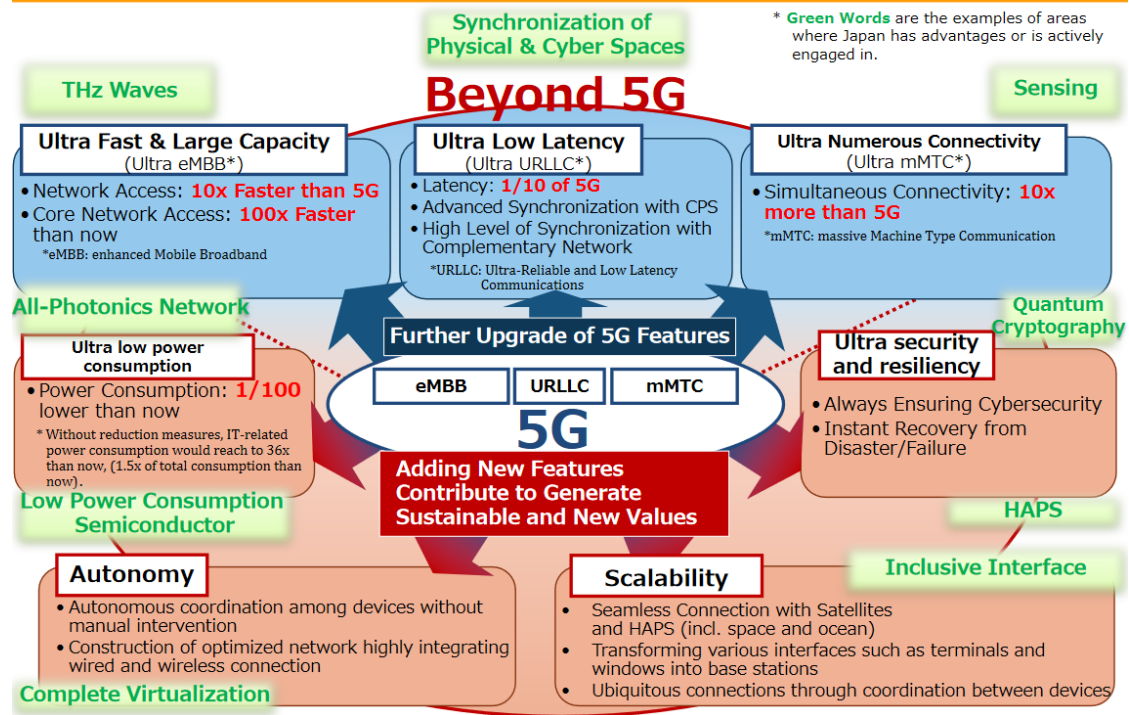 Synchronization of
Physical & Cyber Spaces
* Green Words are the examples of areas
where Japan has advantages or is actively
engaged in.
THz Waves
Beyond 5G
Sensing
Ultra Fast & Large Capacity
(Ultra eMBB*)
• Network Access: 10x Faster than 5G
• Core Network Access: 100x Faster
than now
*eMBB: enhanced Mobile Broadband
Ultra Low Latency
(Ultra URLLC*)
• Latency: 1/10 of 5G
• Advanced Synchronization with CPS
• High Level of Synchronization with
Complementary Network
*URLLC: Ultra-Reliable and Low Latency
Communications
Ultra Numerous Connectivity
(Ultra mMTC*)
• Simultaneous Connectivity: 10x
more than 5G
*mMTC: massive Machine Type Communication
All-Photonics Network
Quantum
Cryptography
Further Upgrade of 5G Features
Ultra low power
consumption
• Power Consumption: 1/100
lower than now
* Without reduction measures, IT-related
power consumption would reach to 36x
than now, (1.5x of total consumption than
now).
eMBB
URLLC
mMTC
5G
Ultra security
and resiliency
• Always Ensuring Cybersecurity
• Instant Recovery from
Disaster/Failure
Adding New Features
Contribute to Generate
Sustainable and New Values
Low Power Consumption
Semiconductor
HAPS
Autonomy
• Autonomous coordination among devices without
manual intervention
• Construction of optimized network highly integrating
wired and wireless connection
Complete Virtualization
Scalability
Inclusive Interface
• Seamless Connection with Satellites
and HAPS (incl. space and ocean)
• Transforming various interfaces such as terminals and
windows into base stations
• Ubiquitous connections through coordination between devices